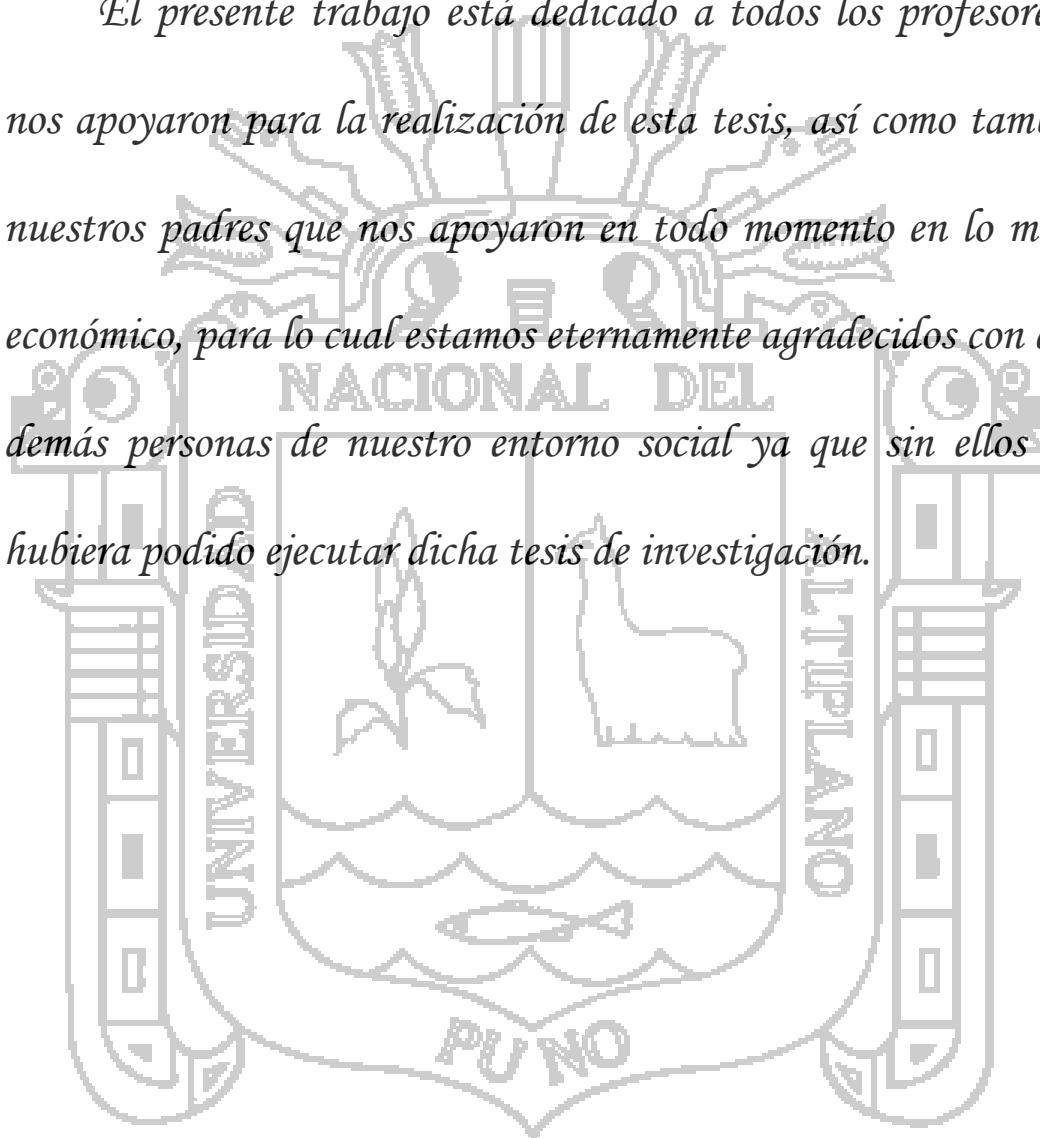 El presente trabajo está dedicado a todos los
nos apoyaron para la realización de esta tesis, así como
nuestros padres que nos apoyaron en todo momento en lo
económico, para lo cual estamos eternamente agradecidos con
demás personas de nuestro entorno social ya que sin ellos
hubiera podido ejecutar dicha tesis de investigación.
NACIONAL DEL
UNIVERSIDAD
ALTIPLANO
PUNO